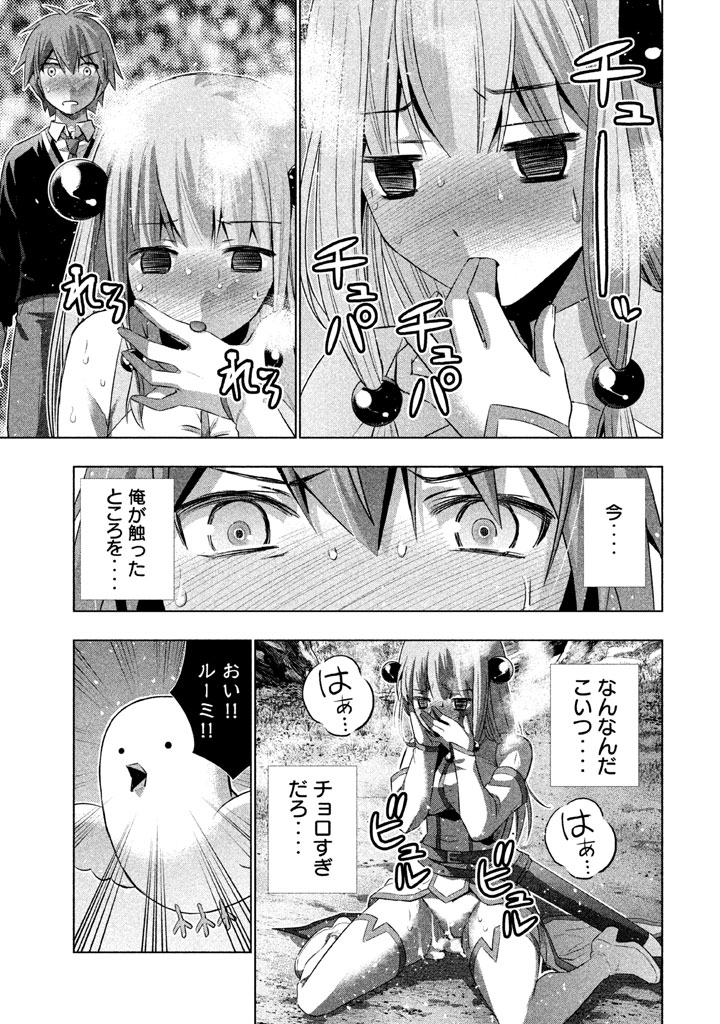 チュー
チュパ
チュパ
れろ
れろ
今‥‥
俺が触った
ところを‥‥
なんなんだ
こいつ‥‥
はぁ…
はぁ…
チョロすぎ
だろ‥‥
ビュル
ビュル
おい!!
ルーミ!!